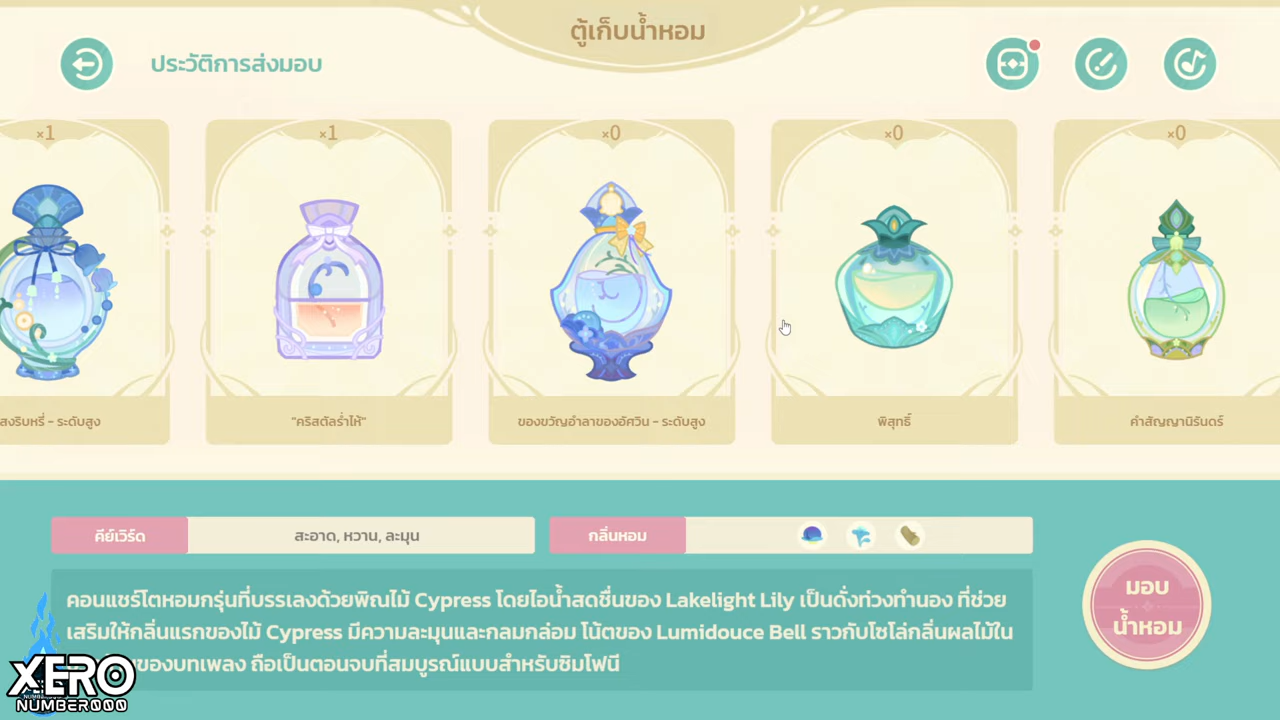 ตู้เก็บน้ำหอม
ประวัติการส่งมอบ
×1
×1
×0
×0
×0
สงริบหรี่ - ระดับสูง
"คริสตัลร่ำไห้"
ของขวัญอำลาของอัศวิน - ระดับสูง
พิสุทธิ์
คำสัญญานิรันดร์
คีย์เวิร์ด
สะอาด, หวาน, ละมุน
กลิ่นหอม
คอนแชร์โตหอมกรุ่นที่บรรเลงด้วยพิณไม้ Cypress โดยไอน้ำสดชื่นของ Lakelight Lily เป็นดั่งท่วงทำนอง ที่ช่วย
เสริมให้กลิ่นแรกของไม้ Cypress มีความละมุนและกลมกล่อม โน้ตของ Lumidouce Bell ราวกับโซโล่กลิ่นผลไม้ใน
ของบทเพลง ถือเป็นตอนจบที่สมบูรณ์แบบสำหรับซิมโฟนี
มอบ
น้ำหอม
XERO
NUMBER000